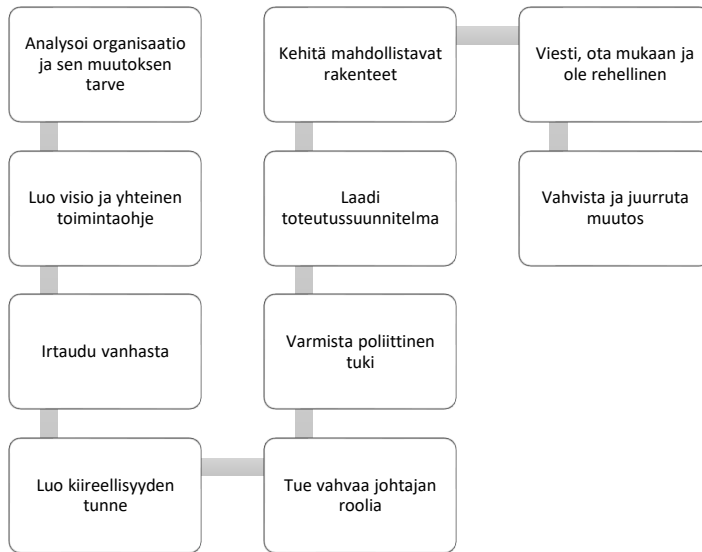 Analysoi organisaatio
ja sen muutoksen
tarve
Luo visio ja yhteinen
toimintaohje
Irtaudu vanhasta
Luo kiireellisyyden
tunne
Tue vahvaa johtajan
roolia
Varmista poliittinen
tuki
Laadi
toteutussuunnitelma
Kehitä mahdollistavat
rakenteet
Viesti, ota mukaan ja
ole rehellinen
Vahvista ja juurruta
muutos